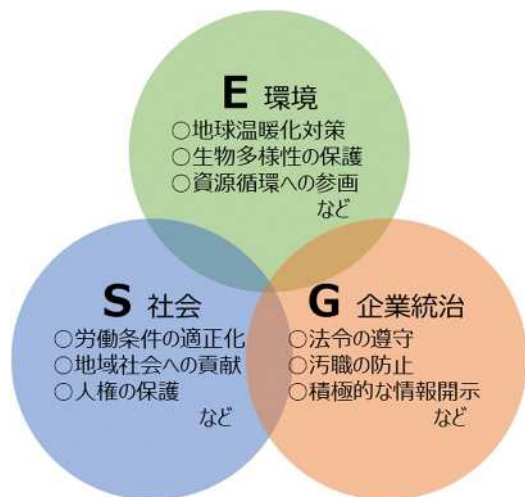 E 環境
○地球温暖化対策
○生物多様性の保護
○資源循環への参画
など
S 社会
○労働条件の適正化
○地域社会への貢献
○人権の保護
など
G 企業統治
○法令の遵守
○汚職の防止
○積極的な情報開示
など